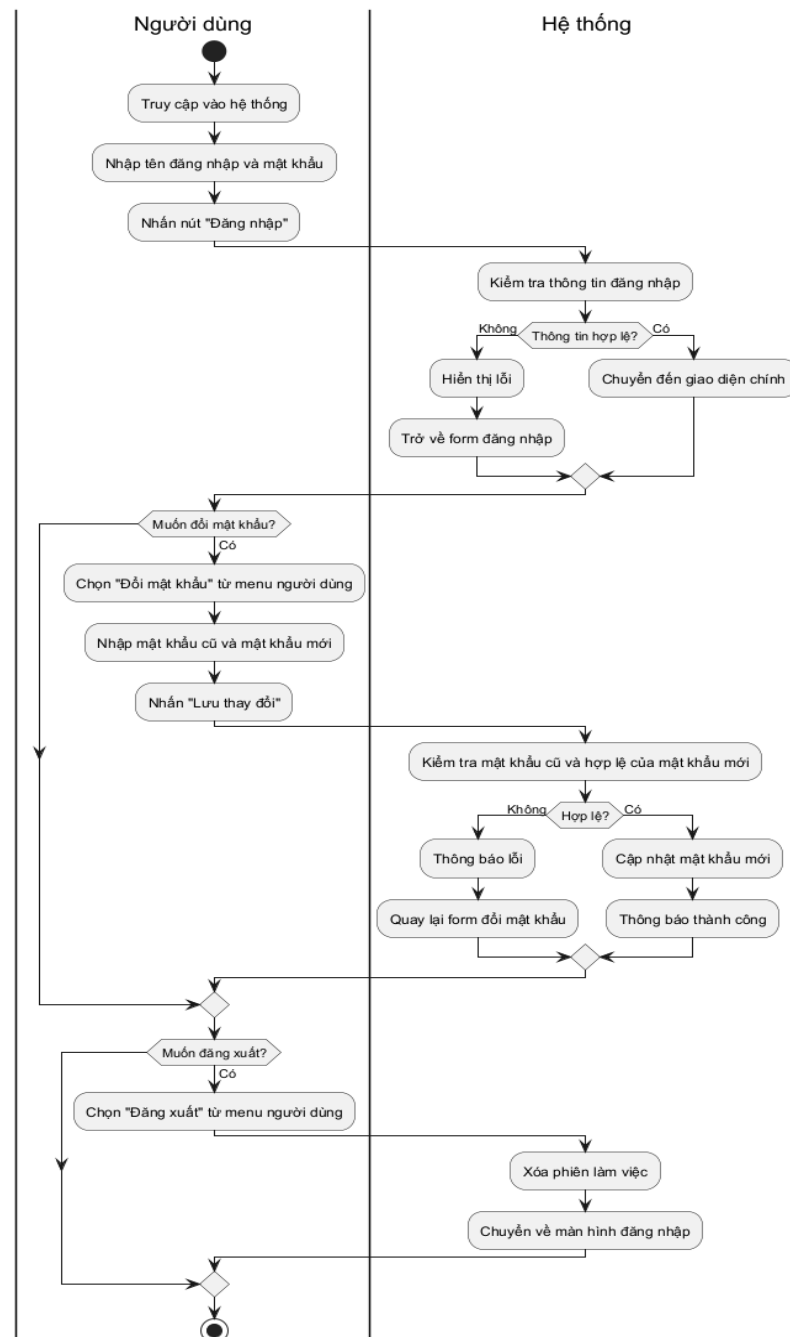 Người dùng
Hệ thống
Truy cập vào hệ thống
Nhập tên đăng nhập và mật khẩu
Nhấn nút "Đăng nhập"
Kiểm tra thông tin đăng nhập
Không
Thông tin hợp lệ?
Có
Hiển thị lỗi
Chuyển đến giao diện chính
Trở về form đăng nhập
Muốn đổi mật khẩu?
Có
Chọn "Đổi mật khẩu" từ menu người dùng
Nhập mật khẩu cũ và mật khẩu mới
Nhấn "Lưu thay đổi"
Kiểm tra mật khẩu cũ và hợp lệ của mật khẩu mới
Không
Hợp lệ?
Có
Thông báo lỗi
Cập nhật mật khẩu mới
Quay lại form đổi mật khẩu
Thông báo thành công
Muốn đăng xuất?
Có
Chọn "Đăng xuất" từ menu người dùng
Xóa phiên làm việc
Chuyển về màn hình đăng nhập